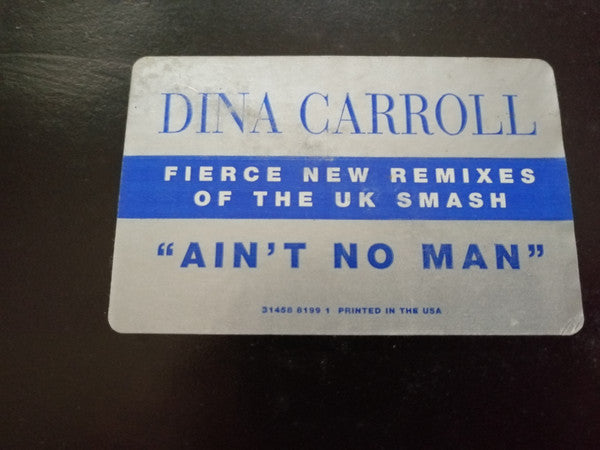 DINA CARROLL
FIERCE NEW REMIXES
OF THE UK SMASH
“AIN'T NO MAN”
31458 8199 1 PRINTED IN THE USA